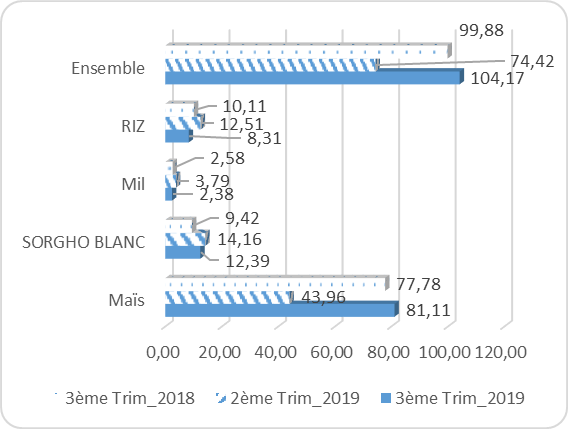 99,88
Ensemble
74,42
104,17
10,11
RIZ
12,51
8,31
2,58
Mil
3,79
2,38
9,42
SORGHO BLANC
14,16
12,39
77,78
Maïs
43,96
81,11
0,00 20,00 40,00 60,00 80,00 100,00 120,00
3ème Trim_2018 2ème Trim_2019 3ème Trim_2019